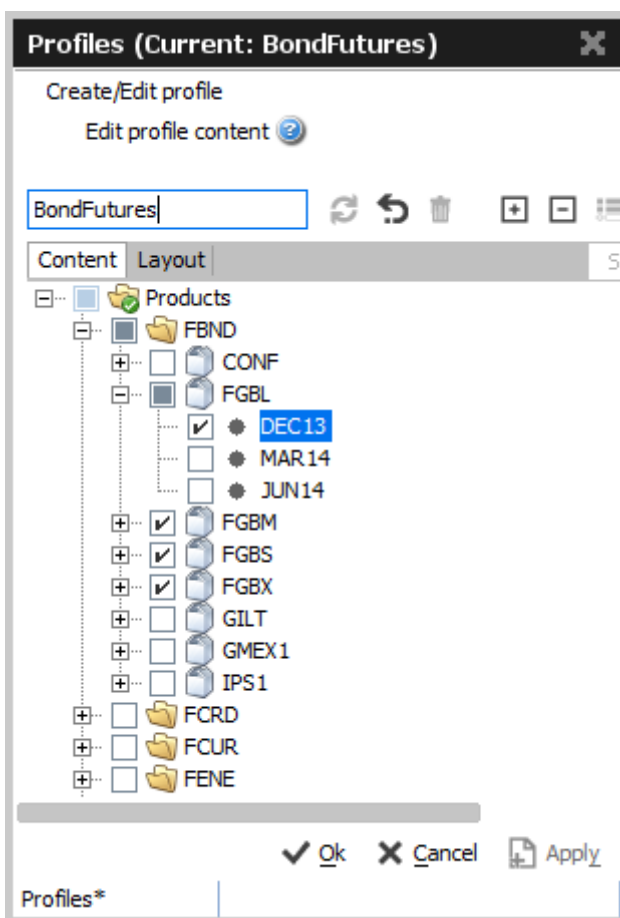 Profiles (Current: BondFutures)
Create/Edit profile
Edit profile content
BondFutures
Content Layout S
Products
FBND
CONF
FGBL
DEC13
MAR14
JUN14
FGBM
FGBS
FGBX
GILT
GMEX1
IPS1
FCRD
FCUR
FENE
Ok Cancel Apply
Profiles*